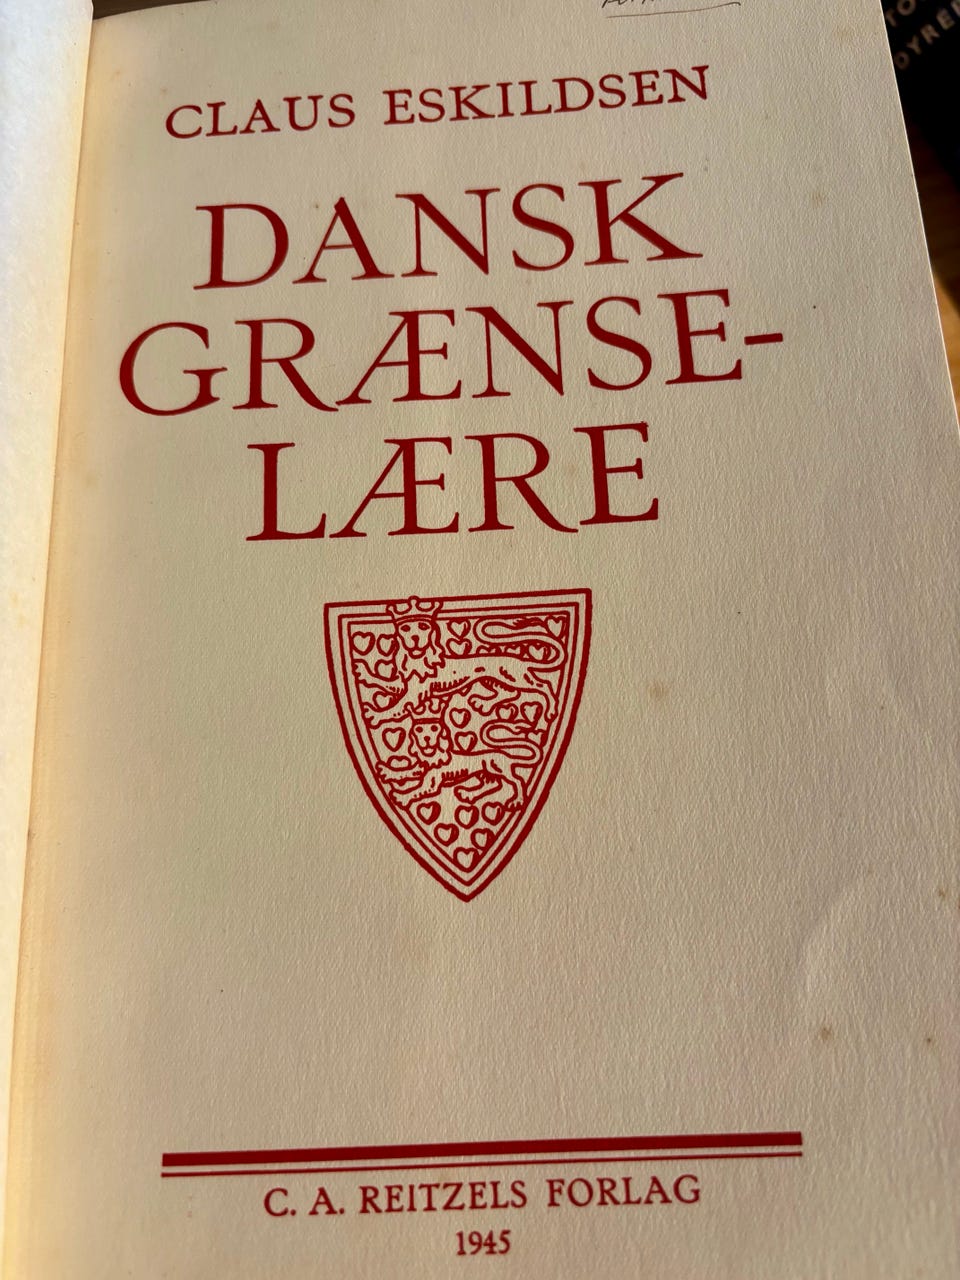 CLAUS ESKILDSEN
DANSK
GRÆNSE-
LÆRE
C. A. REITZELS FORLAG
1945